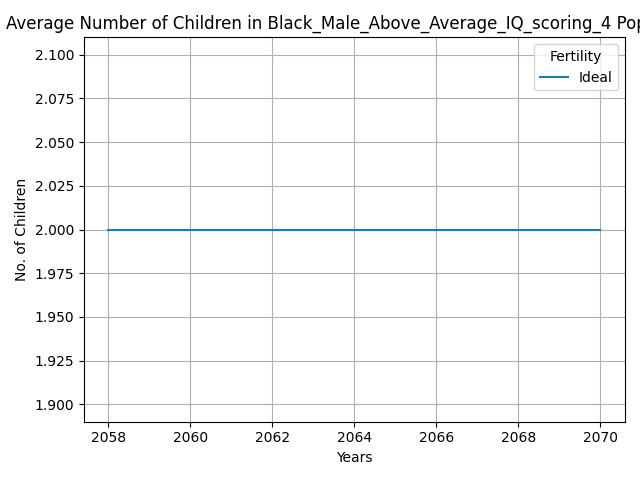 Average Number of Children in Black_Male_Above_Average_IQ_scoring_4
Fertility
Ideal
No. of Children
2.100
2.075
2.050
2.025
2.000
1.975
1.950
1.925
1.900
2058 2060 2062 2064 2066 2068 2070
Years